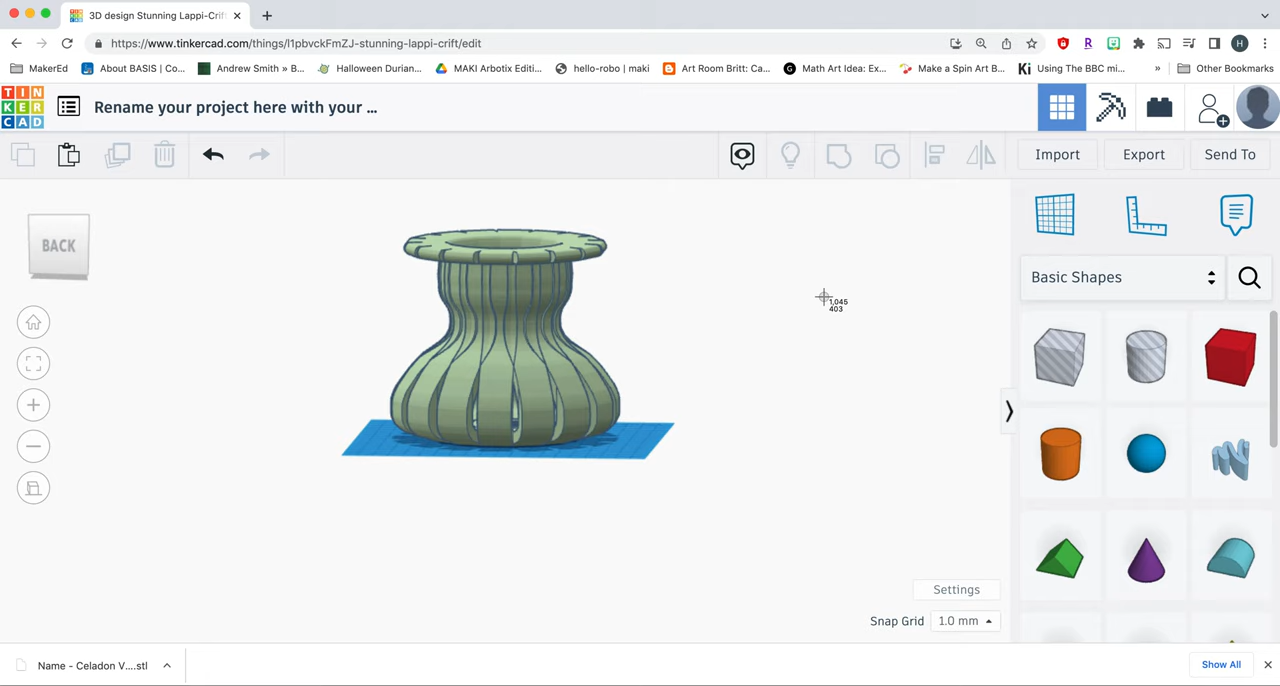 3D design Stunning Lappi-Crif
https://www.tinkercad.com/things/l1pbvckFmZJ-stunning-lappi-crift/edit
H
MakerEd
About BASIS | Co...
Andrew Smith » B...
Halloween Durian...
MAKI Arbotix Editi...
hello-robo | maki
Art Room Britt: Ca...
Math Art Idea: Ex...
Make a Spin Art B...
Ki
Using The BBC mi...
»
Other Bookmarks
TIN
KER
CAD
Rename your project here with your ...
Import
Export
Send To
BACK
1,045
403
Basic Shapes
Settings
Snap Grid
1.0 mm
Name - Celadon V....stl
Show All